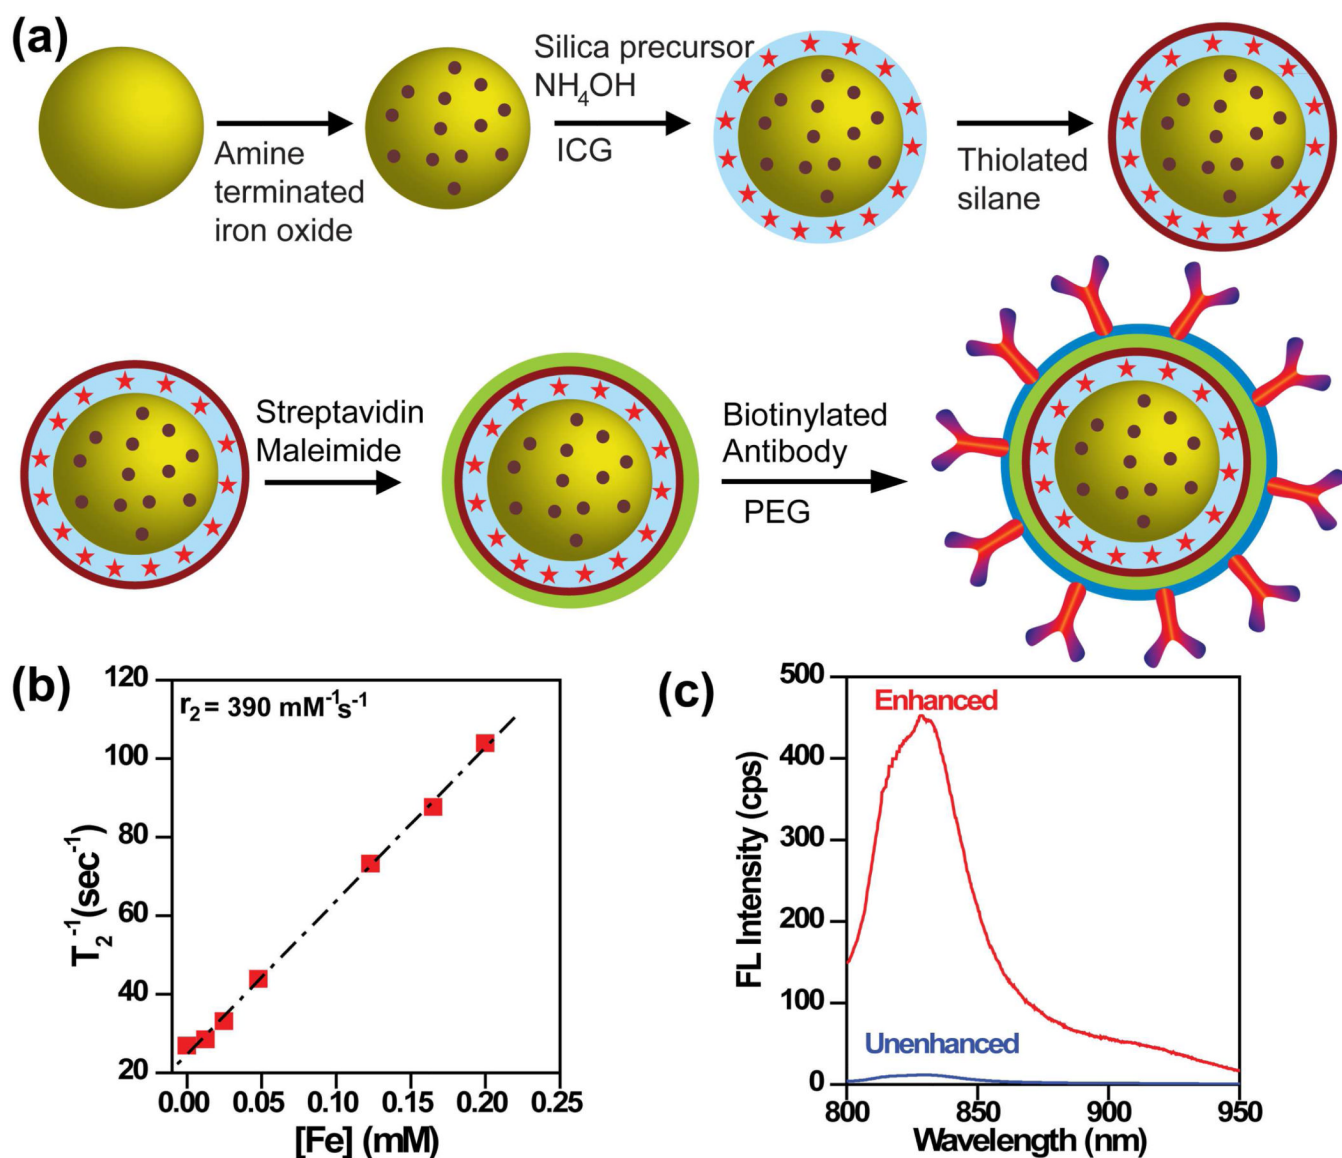 (a)
Amine
terminated
iron oxide
Silica precursor
NH₄OH
ICG
Thiolated
silane
Streptavidin
Maleimide
Biotinylated
Antibody
PEG
(b)
r₂ = 390 mM⁻¹s⁻¹
T₂⁻¹(sec⁻¹)
120
100
80
60
40
20
0.00 0.05 0.10 0.15 0.20 0.25
[Fe] (mM)
(c)
Enhanced
Unenhanced
FL Intensity (cps)
500
400
300
200
100
0
800 850 900 950
Wavelength (nm)